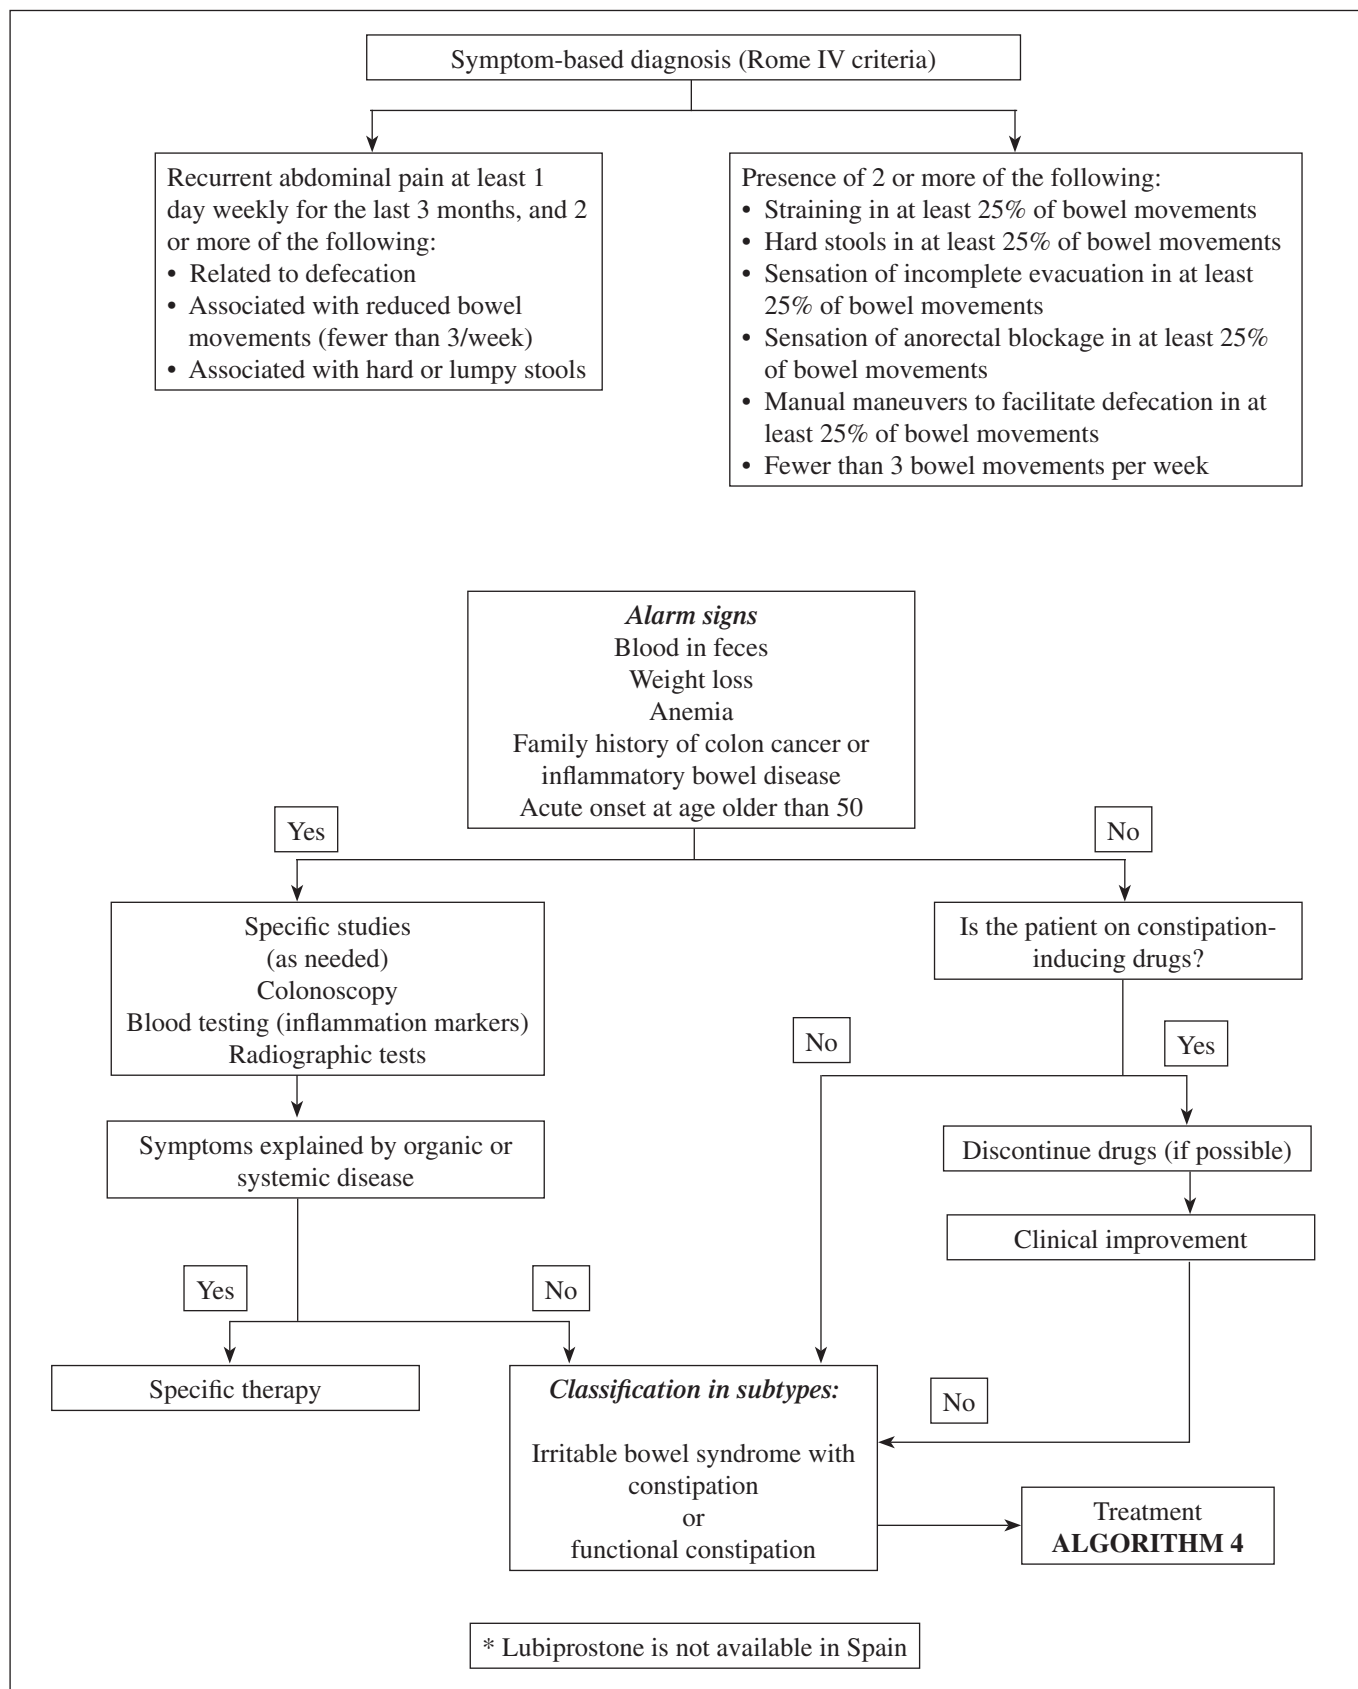 Symptom-based diagnosis (Rome IV criteria)
Recurrent abdominal pain at least 1
day weekly for the last 3 months, and 2
or more of the following:
• Related to defecation
• Associated with reduced bowel
movements (fewer than 3/week)
• Associated with hard or lumpy stools
Presence of 2 or more of the following:
• Straining in at least 25% of bowel movements
• Hard stools in at least 25% of bowel movements
• Sensation of incomplete evacuation in at least
25% of bowel movements
• Sensation of anorectal blockage in at least 25%
of bowel movements
• Manual maneuvers to facilitate defecation in at
least 25% of bowel movements
• Fewer than 3 bowel movements per week
Alarm signs
Blood in feces
Weight loss
Anemia
Family history of colon cancer or
inflammatory bowel disease
Acute onset at age older than 50
Yes
No
Specific studies
(as needed)
Colonoscopy
Blood testing (inflammation markers)
Radiographic tests
Is the patient on constipation-
inducing drugs?
No
Yes
Symptoms explained by organic or
systemic disease
Discontinue drugs (if possible)
Clinical improvement
Yes
No
Specific therapy
Classification in subtypes:
Irritable bowel syndrome with
constipation
or
functional constipation
No
Treatment
ALGORITHM 4
* Lubiprostone is not available in Spain